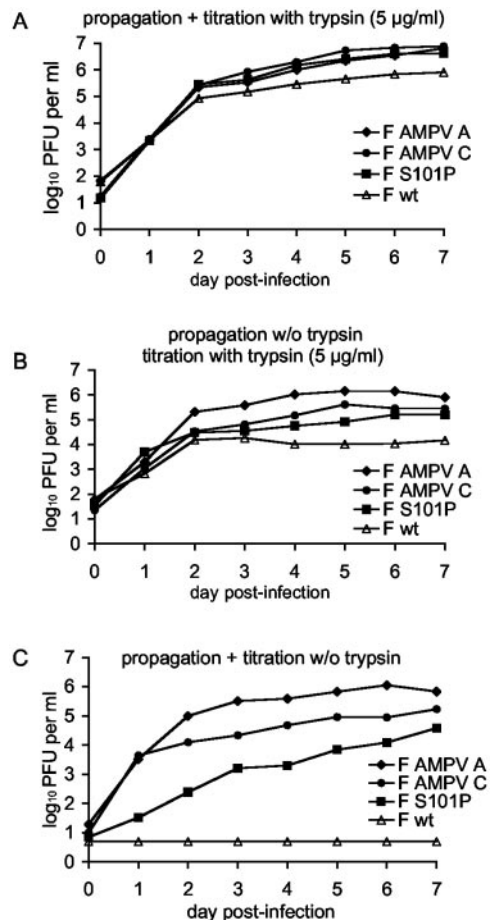 A
propagation + titration with trypsin (5 µg/ml)
log₁₀ PFU per ml
7
6
5
4
3
2
1
0
F AMPV A
F AMPV C
F S101P
F wt
0 1 2 3 4 5 6 7
day post-infection
B
propagation w/o trypsin
titration with trypsin (5 µg/ml)
log₁₀ PFU per ml
7
6
5
4
3
2
1
0
F AMPV A
F AMPV C
F S101P
F wt
0 1 2 3 4 5 6 7
day post-infection
C
propagation + titration w/o trypsin
log₁₀ PFU per ml
7
6
5
4
3
2
1
0
F AMPV A
F AMPV C
F S101P
F wt
0 1 2 3 4 5 6 7
day post-infection